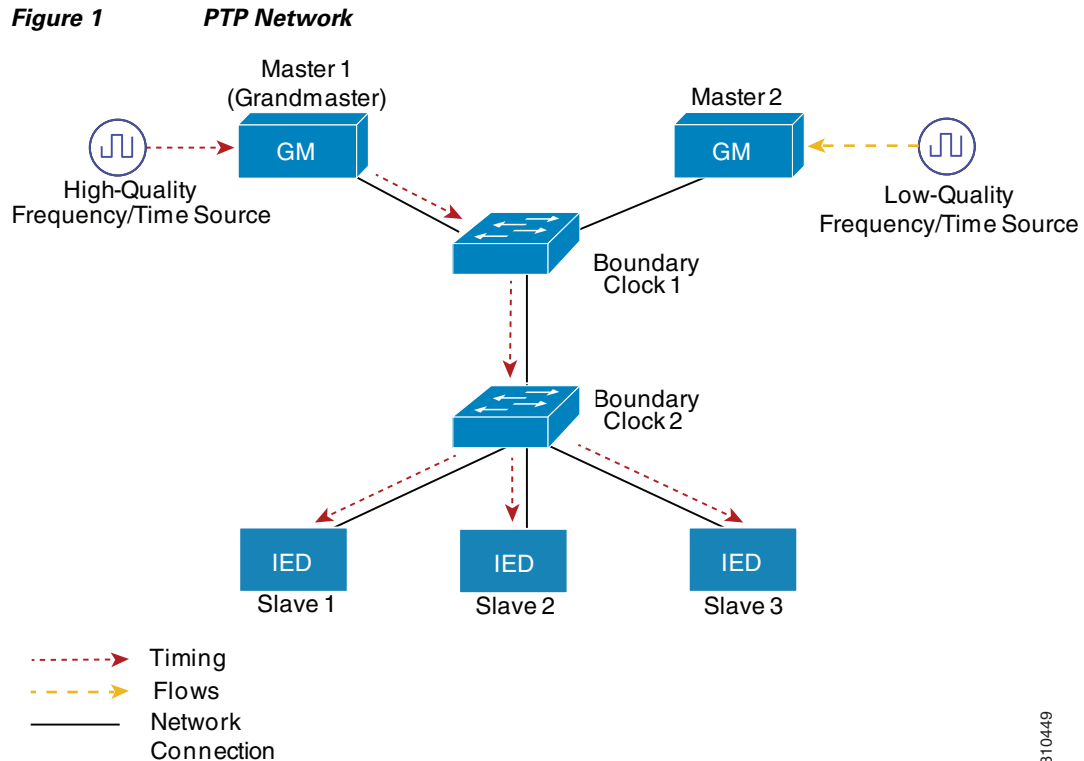 Figure 1 PTP Network
Master 1
(Grandmaster)
Master 2
GM
GM
High-Quality
Frequency/Time Source
Low-Quality
Frequency/Time Source
Boundary
Clock 1
Boundary
Clock 2
IED
IED
IED
Slave 1
Slave 2
Slave 3
Timing
Flows
Network
Connection